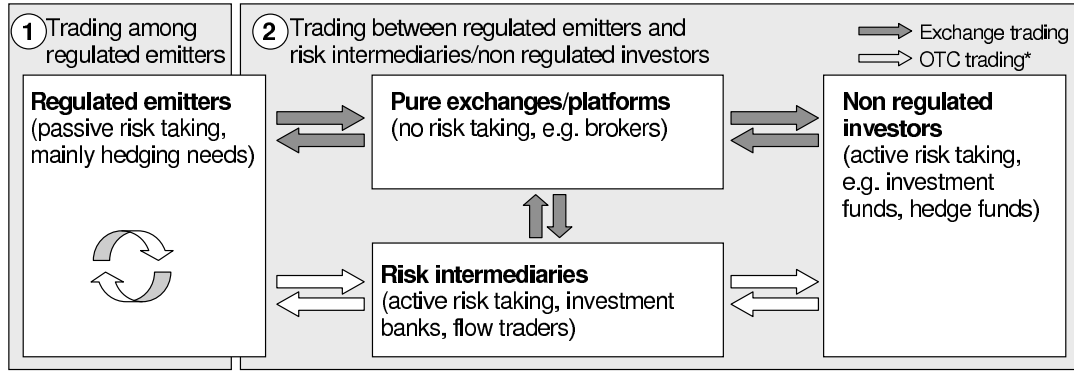 1 Trading among
regulated emitters
2 Trading between regulated emitters and
risk intermediaries/non regulated investors
Exchange trading
OTC trading*
Regulated emitters
(passive risk taking,
mainly hedging needs)
Pure exchanges/platforms
(no risk taking, e.g. brokers)
Non regulated
investors
(active risk taking,
e.g. investment
funds, hedge funds)
Risk intermediaries
(active risk taking, investment
banks, flow traders)